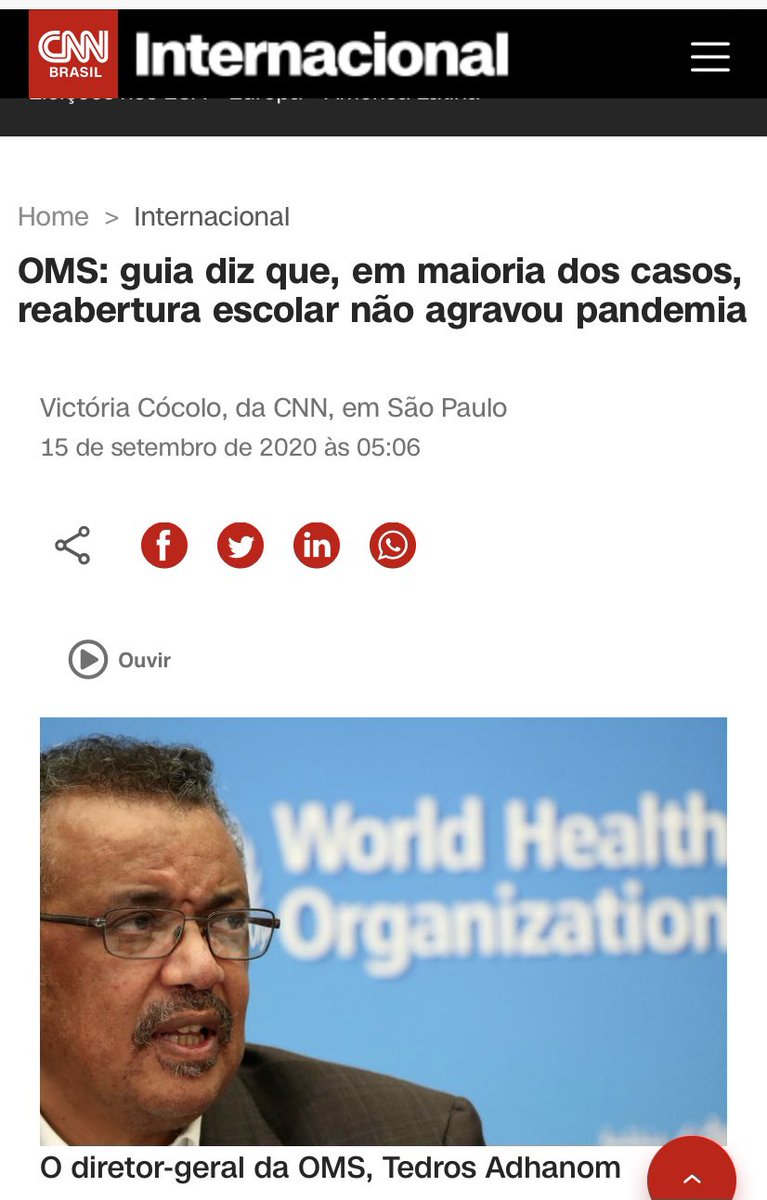 CNN
BRASIL
Internacional
Home > Internacional
OMS: guia diz que, em maioria dos casos,
reabertura escolar não agravou pandemia
Victória Cócolo, da CNN, em São Paulo
15 de setembro de 2020 às 05:06
Ouvir
World Health
Organization
O diretor-geral da OMS, Tedros Adhanom